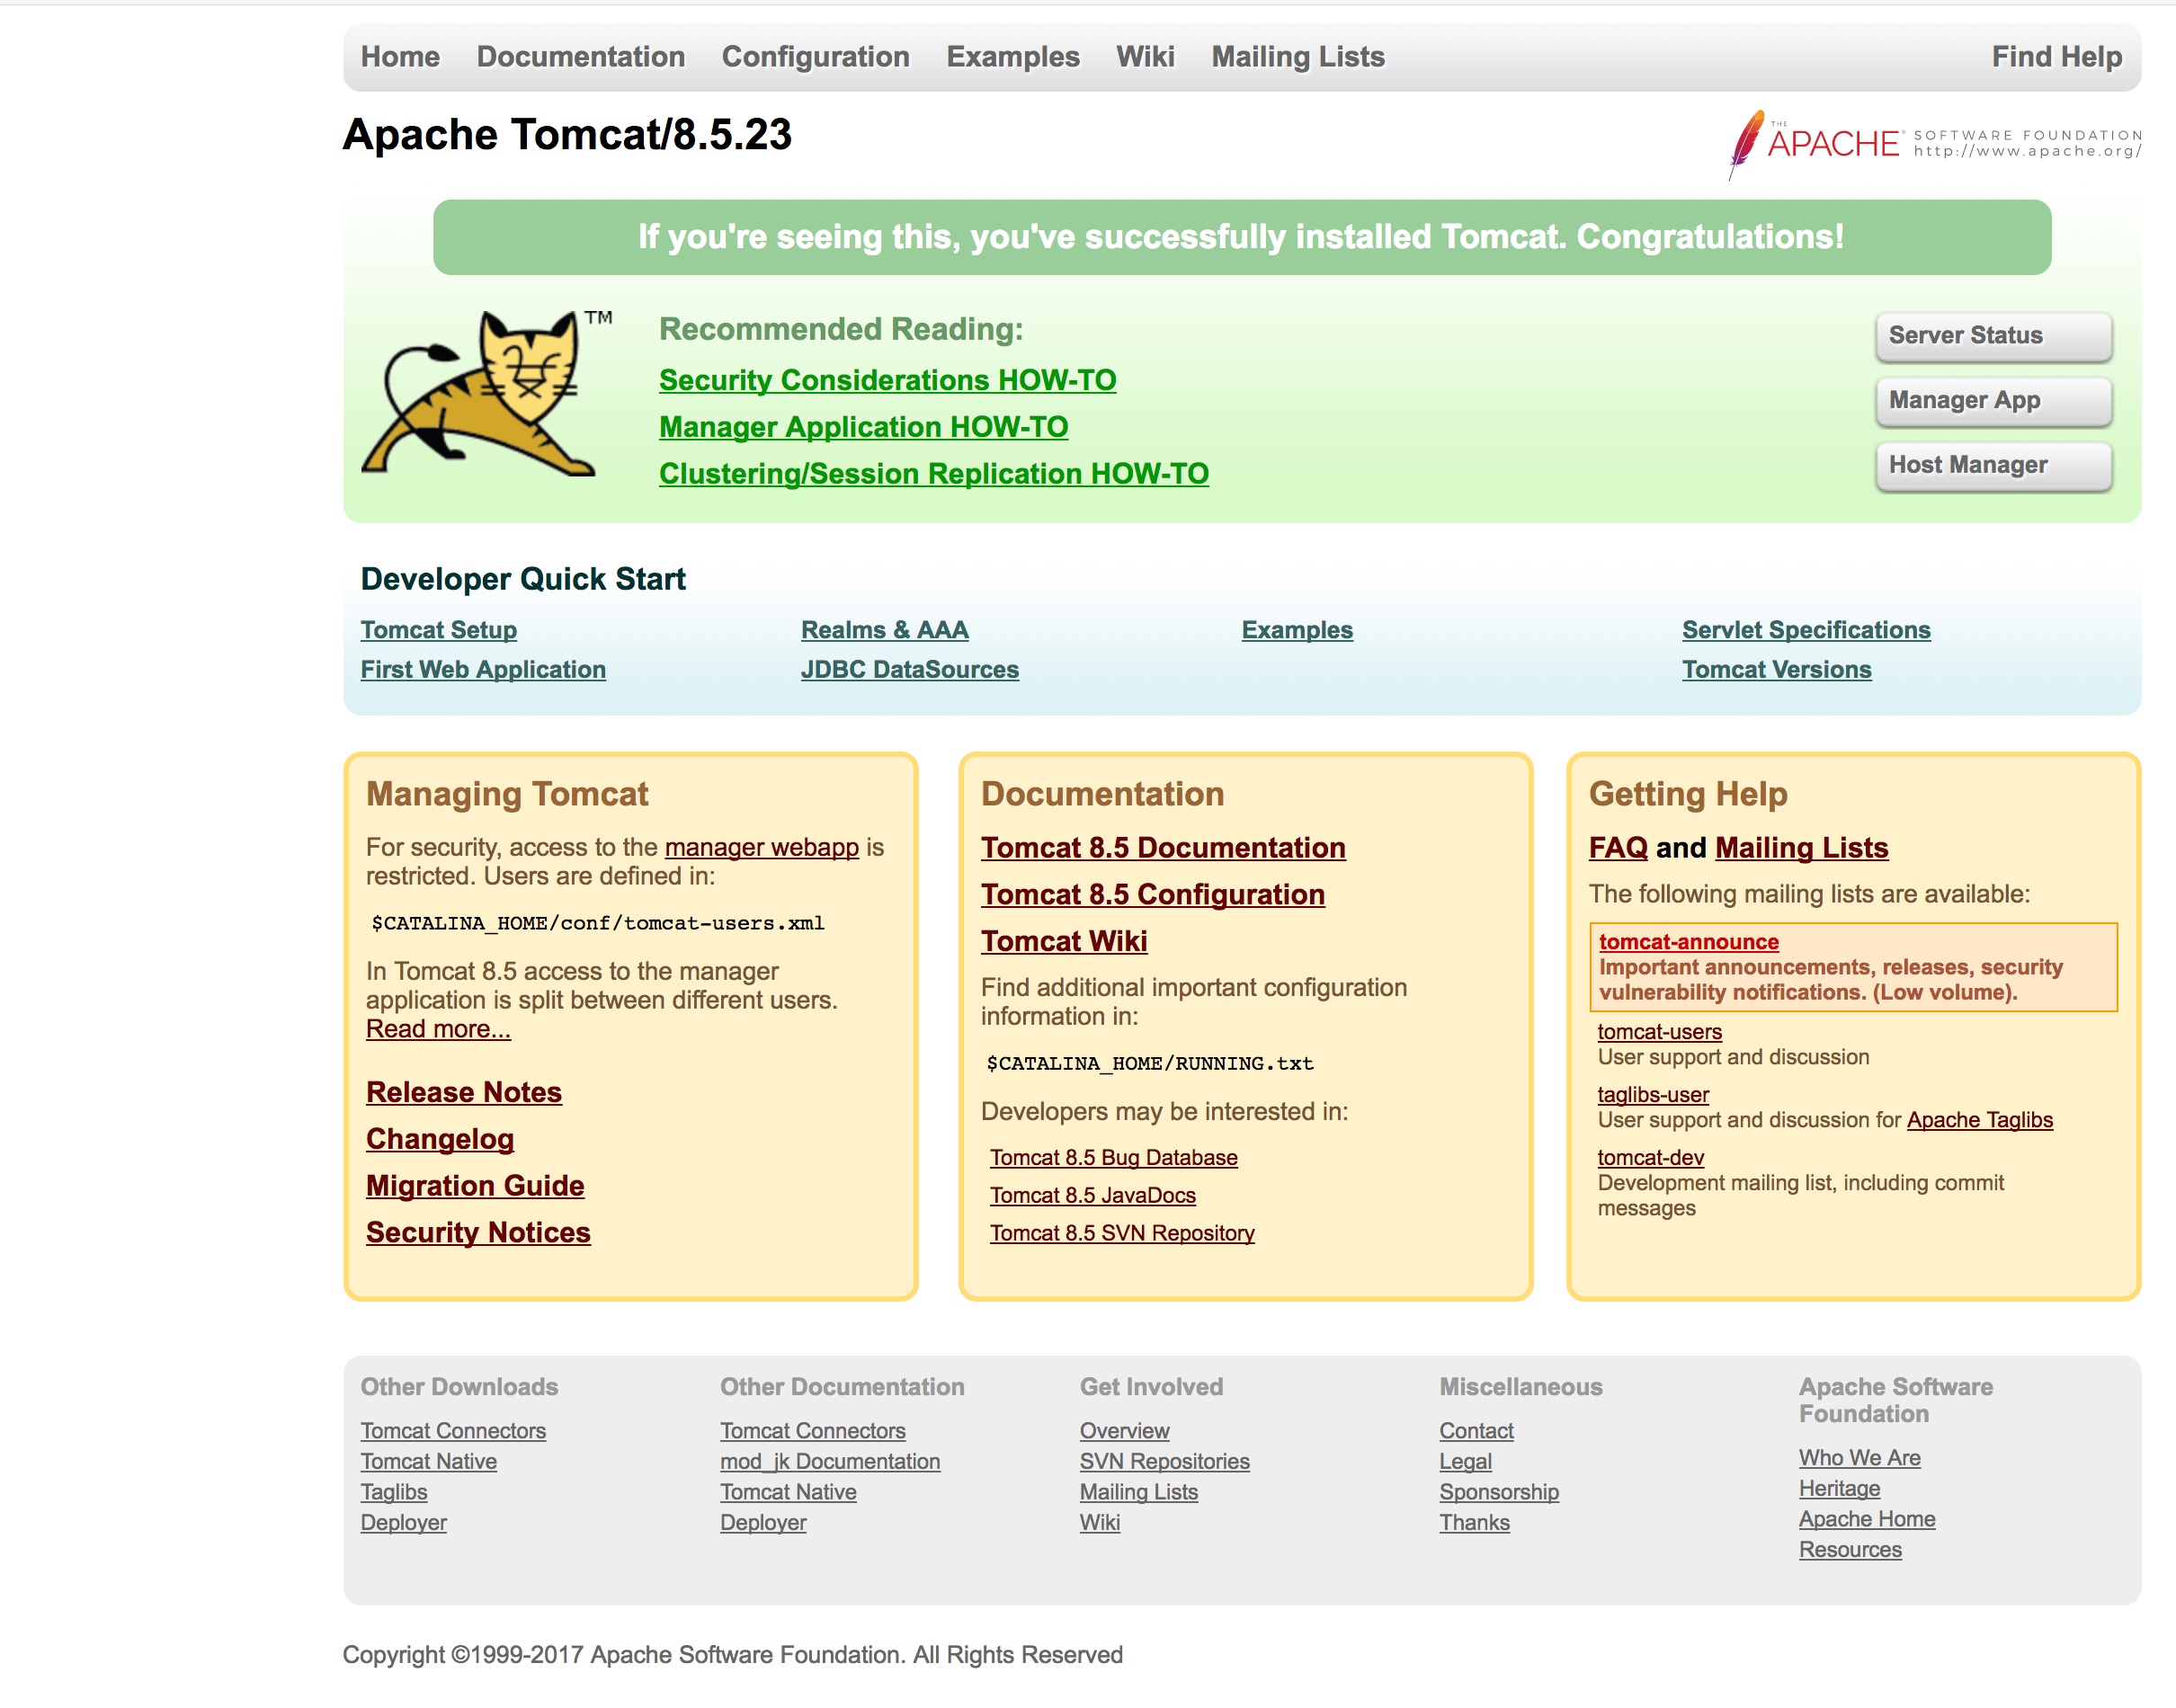 Home Documentation Configuration Examples Wiki Mailing Lists Find Help
Apache Tomcat/8.5.23
THE
APACHE® SOFTWARE FOUNDATION
http://www.apache.org/
If you're seeing this, you've successfully installed Tomcat. Congratulations!
TM
Recommended Reading:
Security Considerations HOW-TO
Manager Application HOW-TO
Clustering/Session Replication HOW-TO
Server Status
Manager App
Host Manager
Developer Quick Start
Tomcat Setup
First Web Application
Realms & AAA
JDBC DataSources
Examples
Servlet Specifications
Tomcat Versions
Managing Tomcat
For security, access to the manager webapp is
restricted. Users are defined in:
$CATALINA_HOME/conf/tomcat-users.xml
In Tomcat 8.5 access to the manager
application is split between different users.
Read more...
Release Notes
Changelog
Migration Guide
Security Notices
Documentation
Tomcat 8.5 Documentation
Tomcat 8.5 Configuration
Tomcat Wiki
Find additional important configuration
information in:
$CATALINA_HOME/RUNNING.txt
Developers may be interested in:
Tomcat 8.5 Bug Database
Tomcat 8.5 JavaDocs
Tomcat 8.5 SVN Repository
Getting Help
FAQ and Mailing Lists
The following mailing lists are available:
tomcat-announce
Important announcements, releases, security
vulnerability notifications. (Low volume).
tomcat-users
User support and discussion
taglibs-user
User support and discussion for Apache Taglibs
tomcat-dev
Development mailing list, including commit
messages
Other Downloads
Tomcat Connectors
Tomcat Native
Taglibs
Deployer
Other Documentation
Tomcat Connectors
mod_jk Documentation
Tomcat Native
Deployer
Get Involved
Overview
SVN Repositories
Mailing Lists
Wiki
Miscellaneous
Contact
Legal
Sponsorship
Thanks
Apache Software
Foundation
Who We Are
Heritage
Apache Home
Resources
Copyright ©1999-2017 Apache Software Foundation. All Rights Reserved